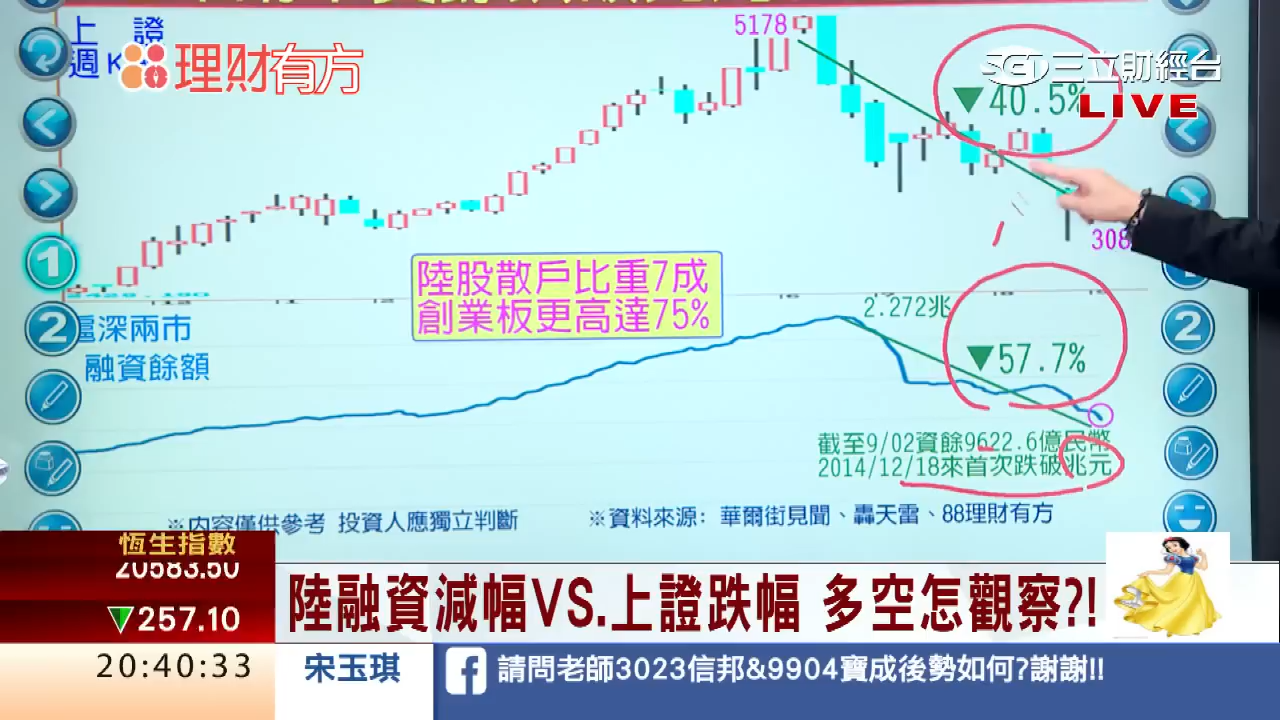 上 證
週K
理財有方
5178
三立財經台
▼40.5%
LIVE
308
陸股散戶比重7成
創業板更高達75%
滬深兩市
融資餘額
2.272兆
▼57.7%
截至9/02資餘9622.6億民幣
2014/12/18來首次跌破兆元
※內容僅供參考 投資人應獨立判斷
※資料來源：華爾街見聞、轟天雷、88理財有方
1
2
2
恆生指數
20583.50
▼257.10
陸融資減幅VS.上證跌幅 多空怎觀察?!
20:40:33
宋玉琪
請問老師3023信邦&9904寶成後勢如何?謝謝!!